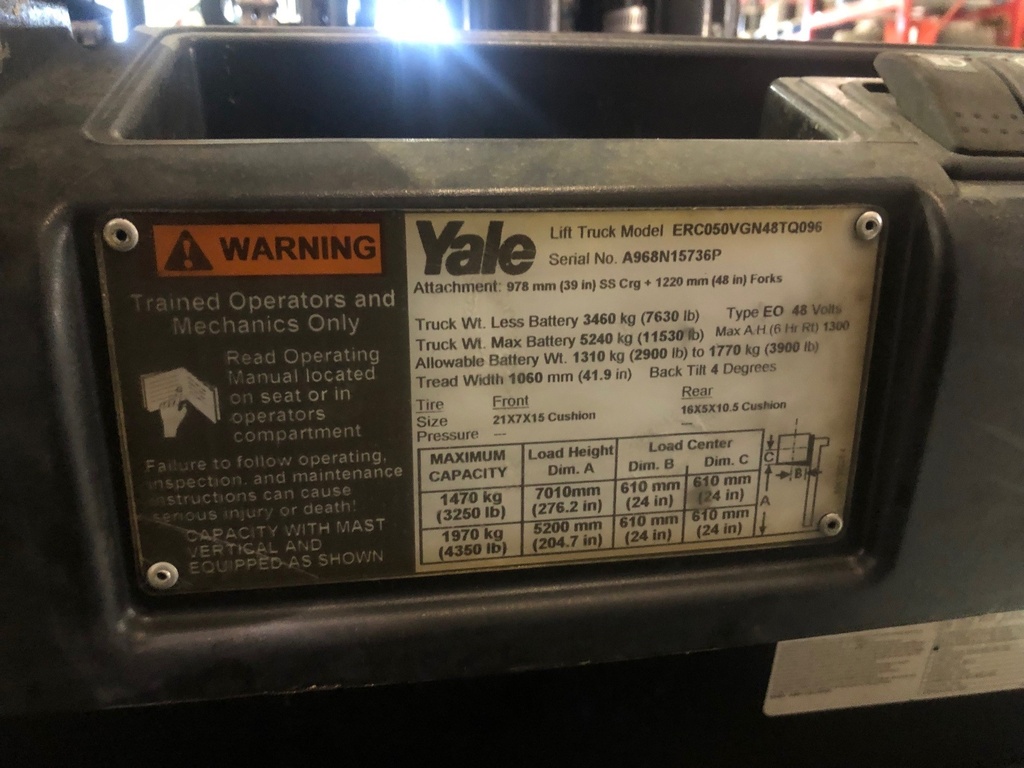 WARNING
Trained Operators and
Mechanics Only
Read Operating
Manual located
on seat or in
operators
compartment
Failure to follow operating,
inspection, and maintenance
instructions can cause
serious injury or death!
CAPACITY WITH MAST
VERTICAL AND
EQUIPPED AS SHOWN
Yale Lift Truck Model ERC050VGN48TQ096
Serial No. A968N15736P
Attachment: 978 mm (39 in) SS Crg + 1220 mm (48 in) Forks
Truck Wt. Less Battery 3460 kg (7630 lb) Type EO 48 Volts
Truck Wt. Max Battery 5240 kg (11530 lb) Max A.H (6 Hr Rt) 1300
Allowable Battery Wt. 1310 kg (2900 lb) to 1770 kg (3900 lb)
Tread Width 1060 mm (41.9 in) Back Tilt 4 Degrees
Tire Front Rear
Size 21X7X15 Cushion 16X5X10.5 Cushion
Pressure --- ---
MAXIMUM CAPACITY Load Height Dim. A Load Center Dim. B Dim. C
1470 kg (3250 lb) 7010mm (276.2 in) 610 mm (24 in) 610 mm (24 in)
1970 kg (4350 lb) 5200 mm (204.7 in) 610 mm (24 in) 610 mm (24 in)
C
B
A